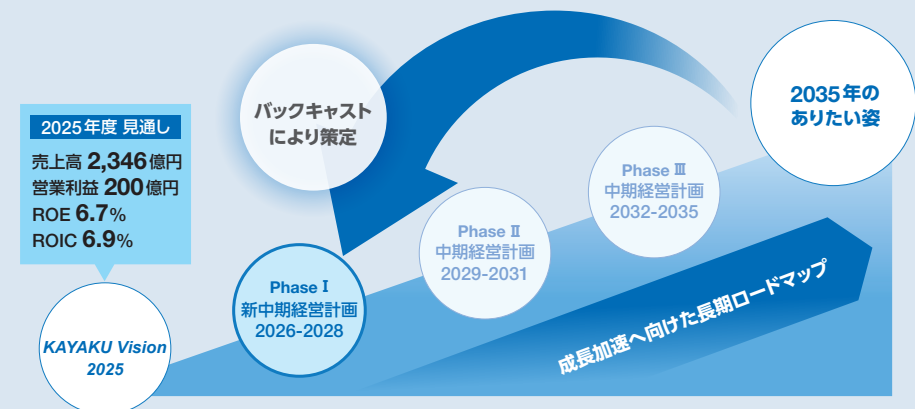 2025年度 見通し
売上高 2,346億円
営業利益 200億円
ROE 6.7%
ROIC 6.9%
KAYAKU Vision
2025
バックキャスト
により策定
Phase Ⅰ
新中期経営計画
2026-2028
Phase Ⅱ
中期経営計画
2029-2031
Phase Ⅲ
中期経営計画
2032-2035
2035年の
ありたい姿
成長加速へ向けた長期ロードマップ